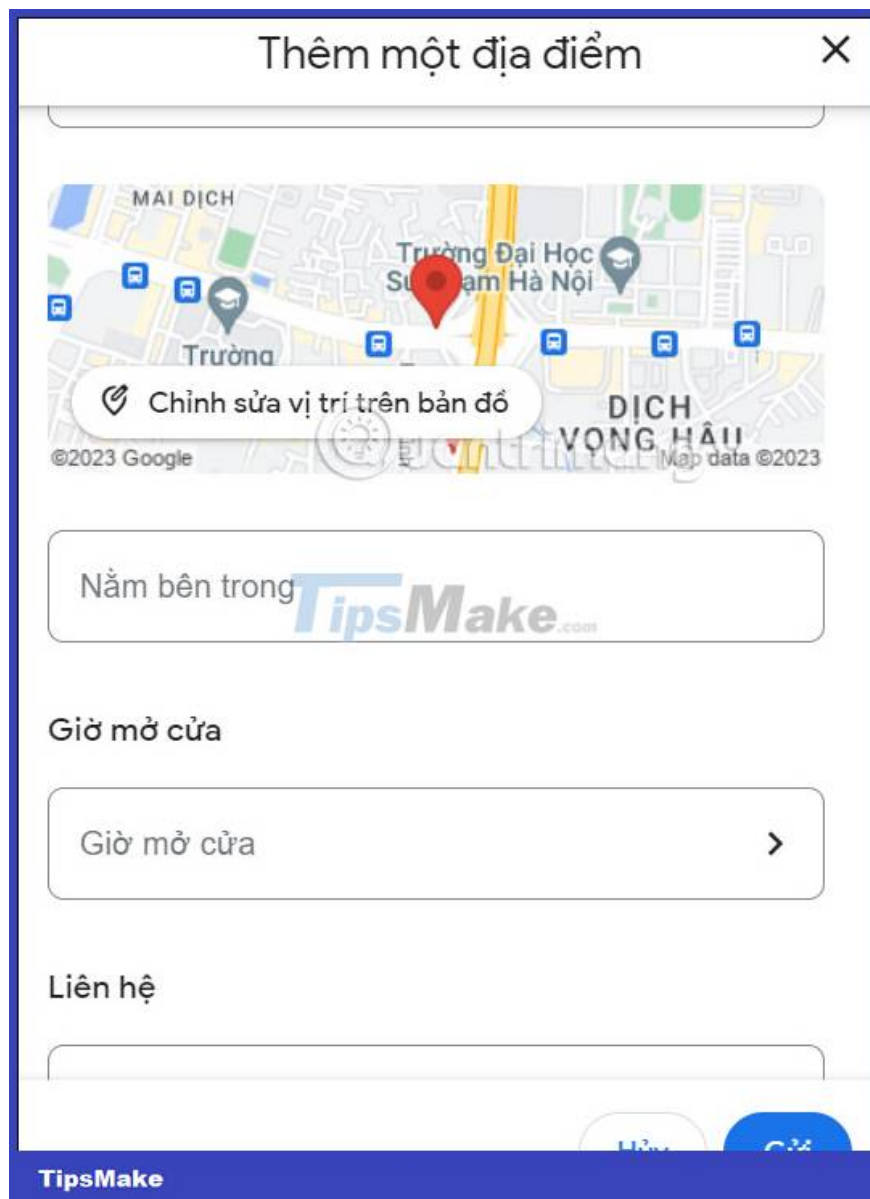 Thêm một địa điểm
MAI DỊCH
Trường Đại Học
Hà Nội
Trường
Chỉnh sửa vị trí trên bản đồ
DỊCH
VỌNG HẬU
©2023 Google
Map data ©2023
Nằm bên trong
TipsMake.com
Giờ mở cửa
Giờ mở cửa
Liên hệ
Hủy
Gửi
TipsMake